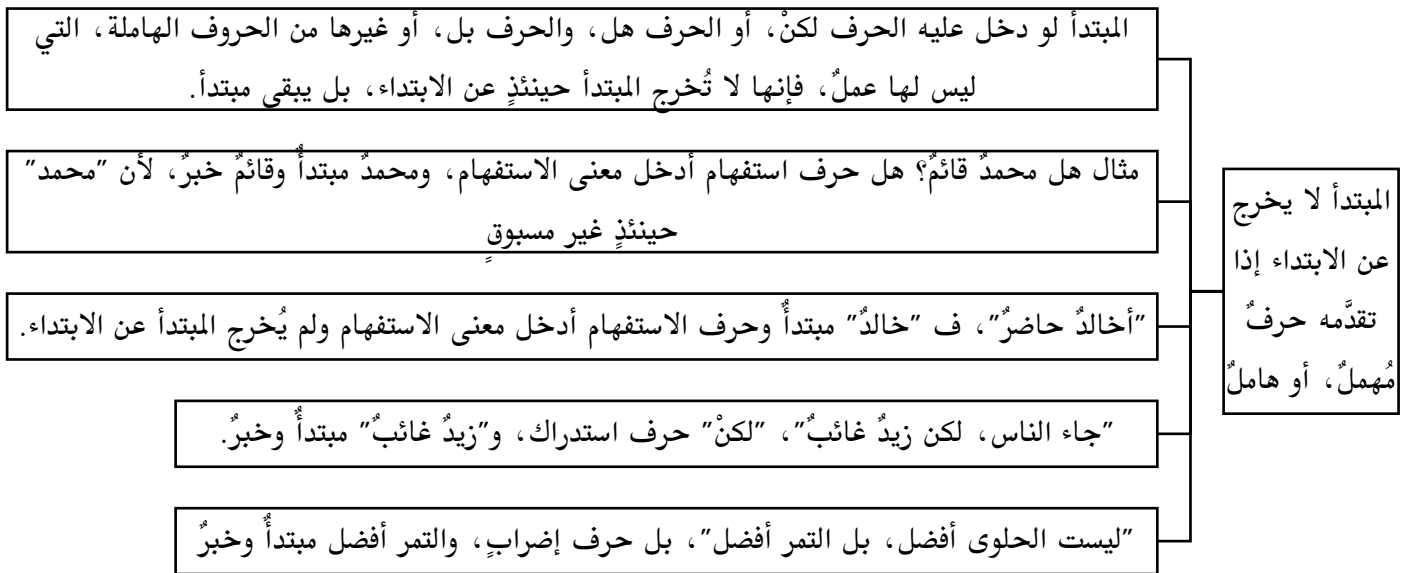 المبتدأ لا يخرج
عن الابتداء إذا
تقدَّمه حرفٌ
مُهملٌ، أو هاملٌ
المبتدأ لو دخل عليه الحرف لكنْ، أو الحرف هل، والحرف بل، أو غيرها من الحروف الهاملة، التي
ليس لها عملٌ، فإنها لا تُخرج المبتدأ حينئذٍ عن الابتداء، بل يبقى مبتدأ.
مثال هل محمدٌ قائمٌ؟ هل حرف استفهام أدخل معنى الاستفهام، ومحمدٌ مبتدأٌ وقائمٌ خبرٌ، لأن "محمد"
حينئذٍ غير مسبوقٍ
"أخالدٌ حاضرٌ"، ف "خالدٌ" مبتدأٌ وحرف الاستفهام أدخل معنى الاستفهام ولم يُخرج المبتدأ عن الابتداء.
"جاء الناس، لكن زيدٌ غائبٌ"، "لكنْ" حرف استدراك، و"زيدٌ غائبٌ" مبتدأٌ وخبرٌ.
"ليست الحلوى أفضل، بل التمر أفضل"، بل حرف إضرابٍ، والتمر أفضل مبتدأٌ وخبرٌ